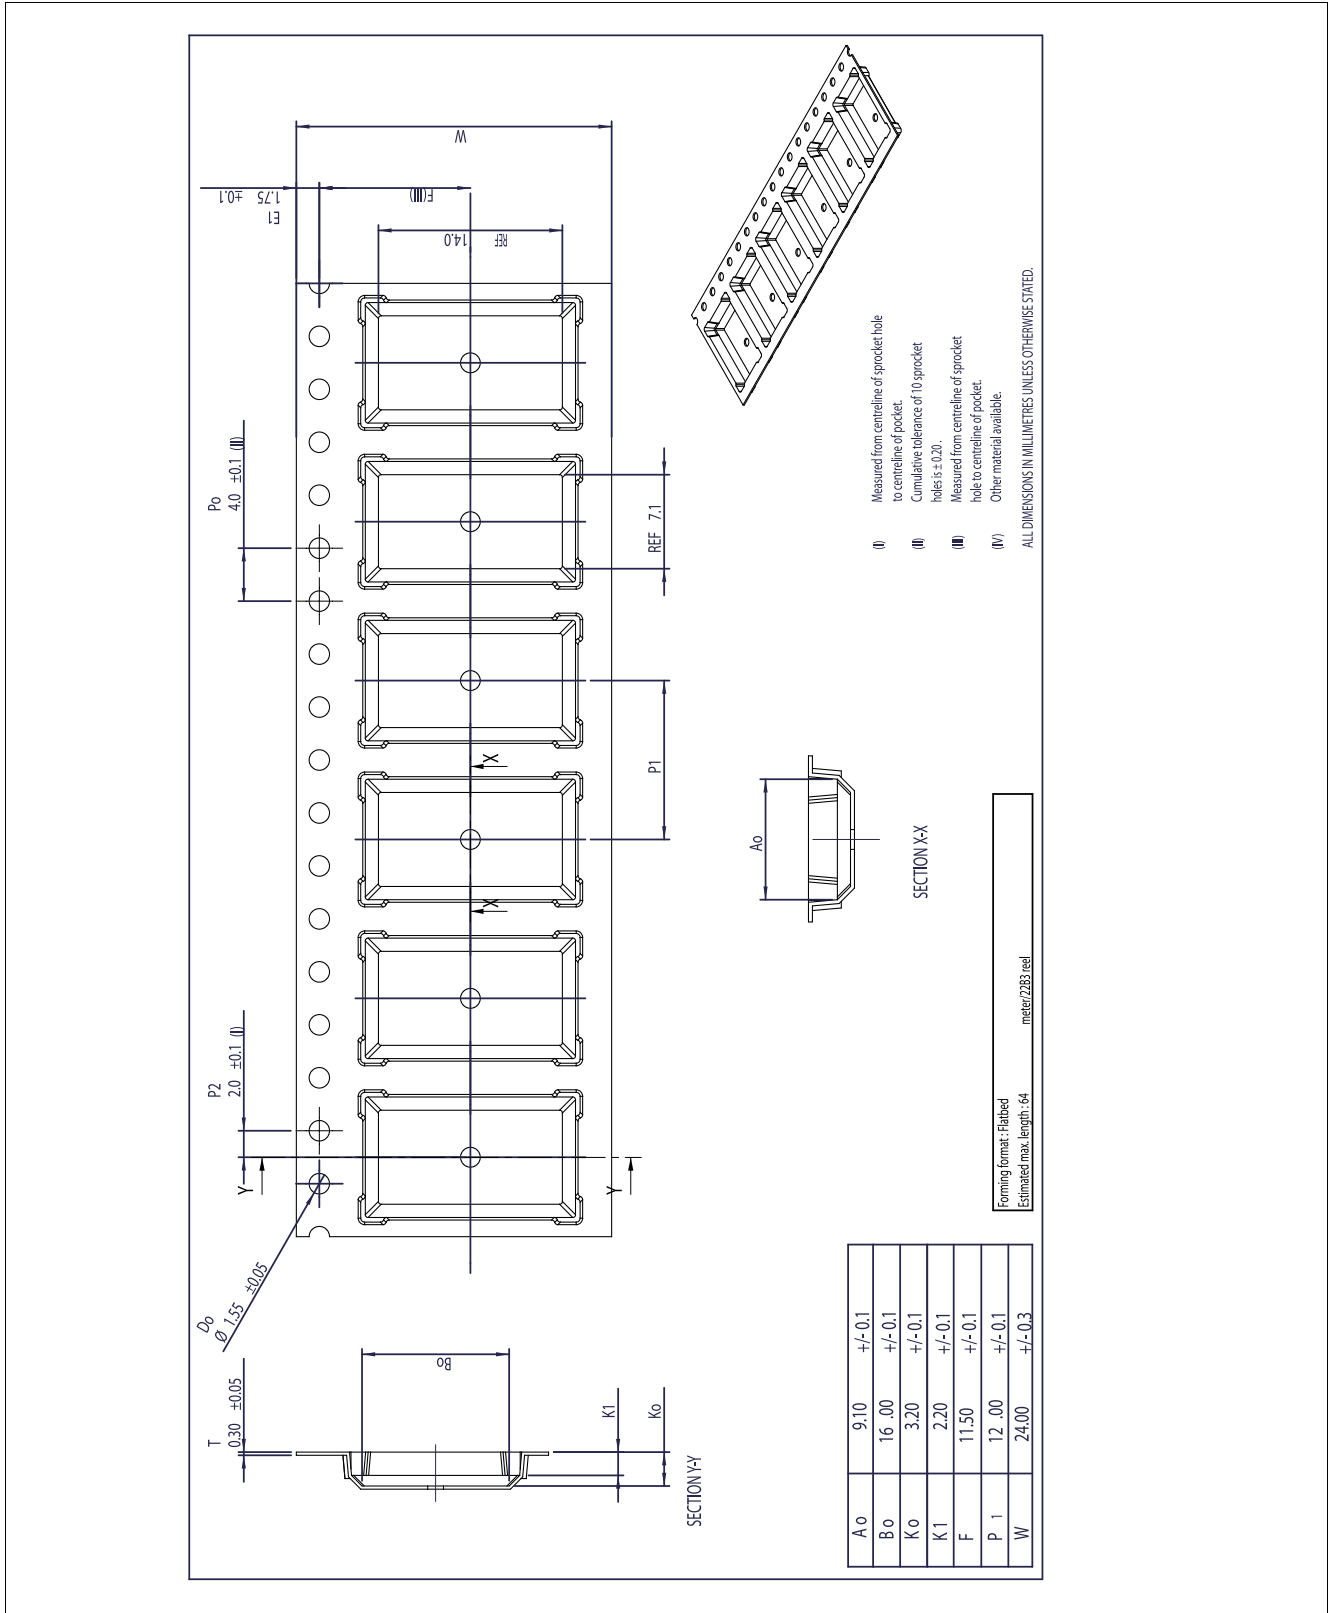 W
E1
1.75 ±0.1
F(III)
14.0 REF
Po
4.0 ±0.1 (II)
REF 7.1
P1
X
X
P2
2.0 ±0.1 (I)
Y
Y
Do
Ø 1.55 ±0.05
T
0.30 ±0.05
Bo
K1
Ko
SECTION Y-Y
Ao
SECTION X-X
(I) Measured from centreline of sprocket hole
to centreline of pocket.
(II) Cumulative tolerance of 10 sprocket
holes is ± 0.20 .
(III) Measured from centreline of sprocket
hole to centreline of pocket.
(IV) Other material available.
ALL DIMENSIONS IN MILLIMETRES UNLESS OTHERWISE STATED.
Forming format : Flatbed
Estimated max. length : 64 meter/22B3 reel
A o 9.10 +/- 0.1
B o 16 .00 +/- 0.1
K o 3.20 +/- 0.1
K 1 2.20 +/- 0.1
F 11.50 +/- 0.1
P 1 12 .00 +/- 0.1
W 24.00 +/- 0.3